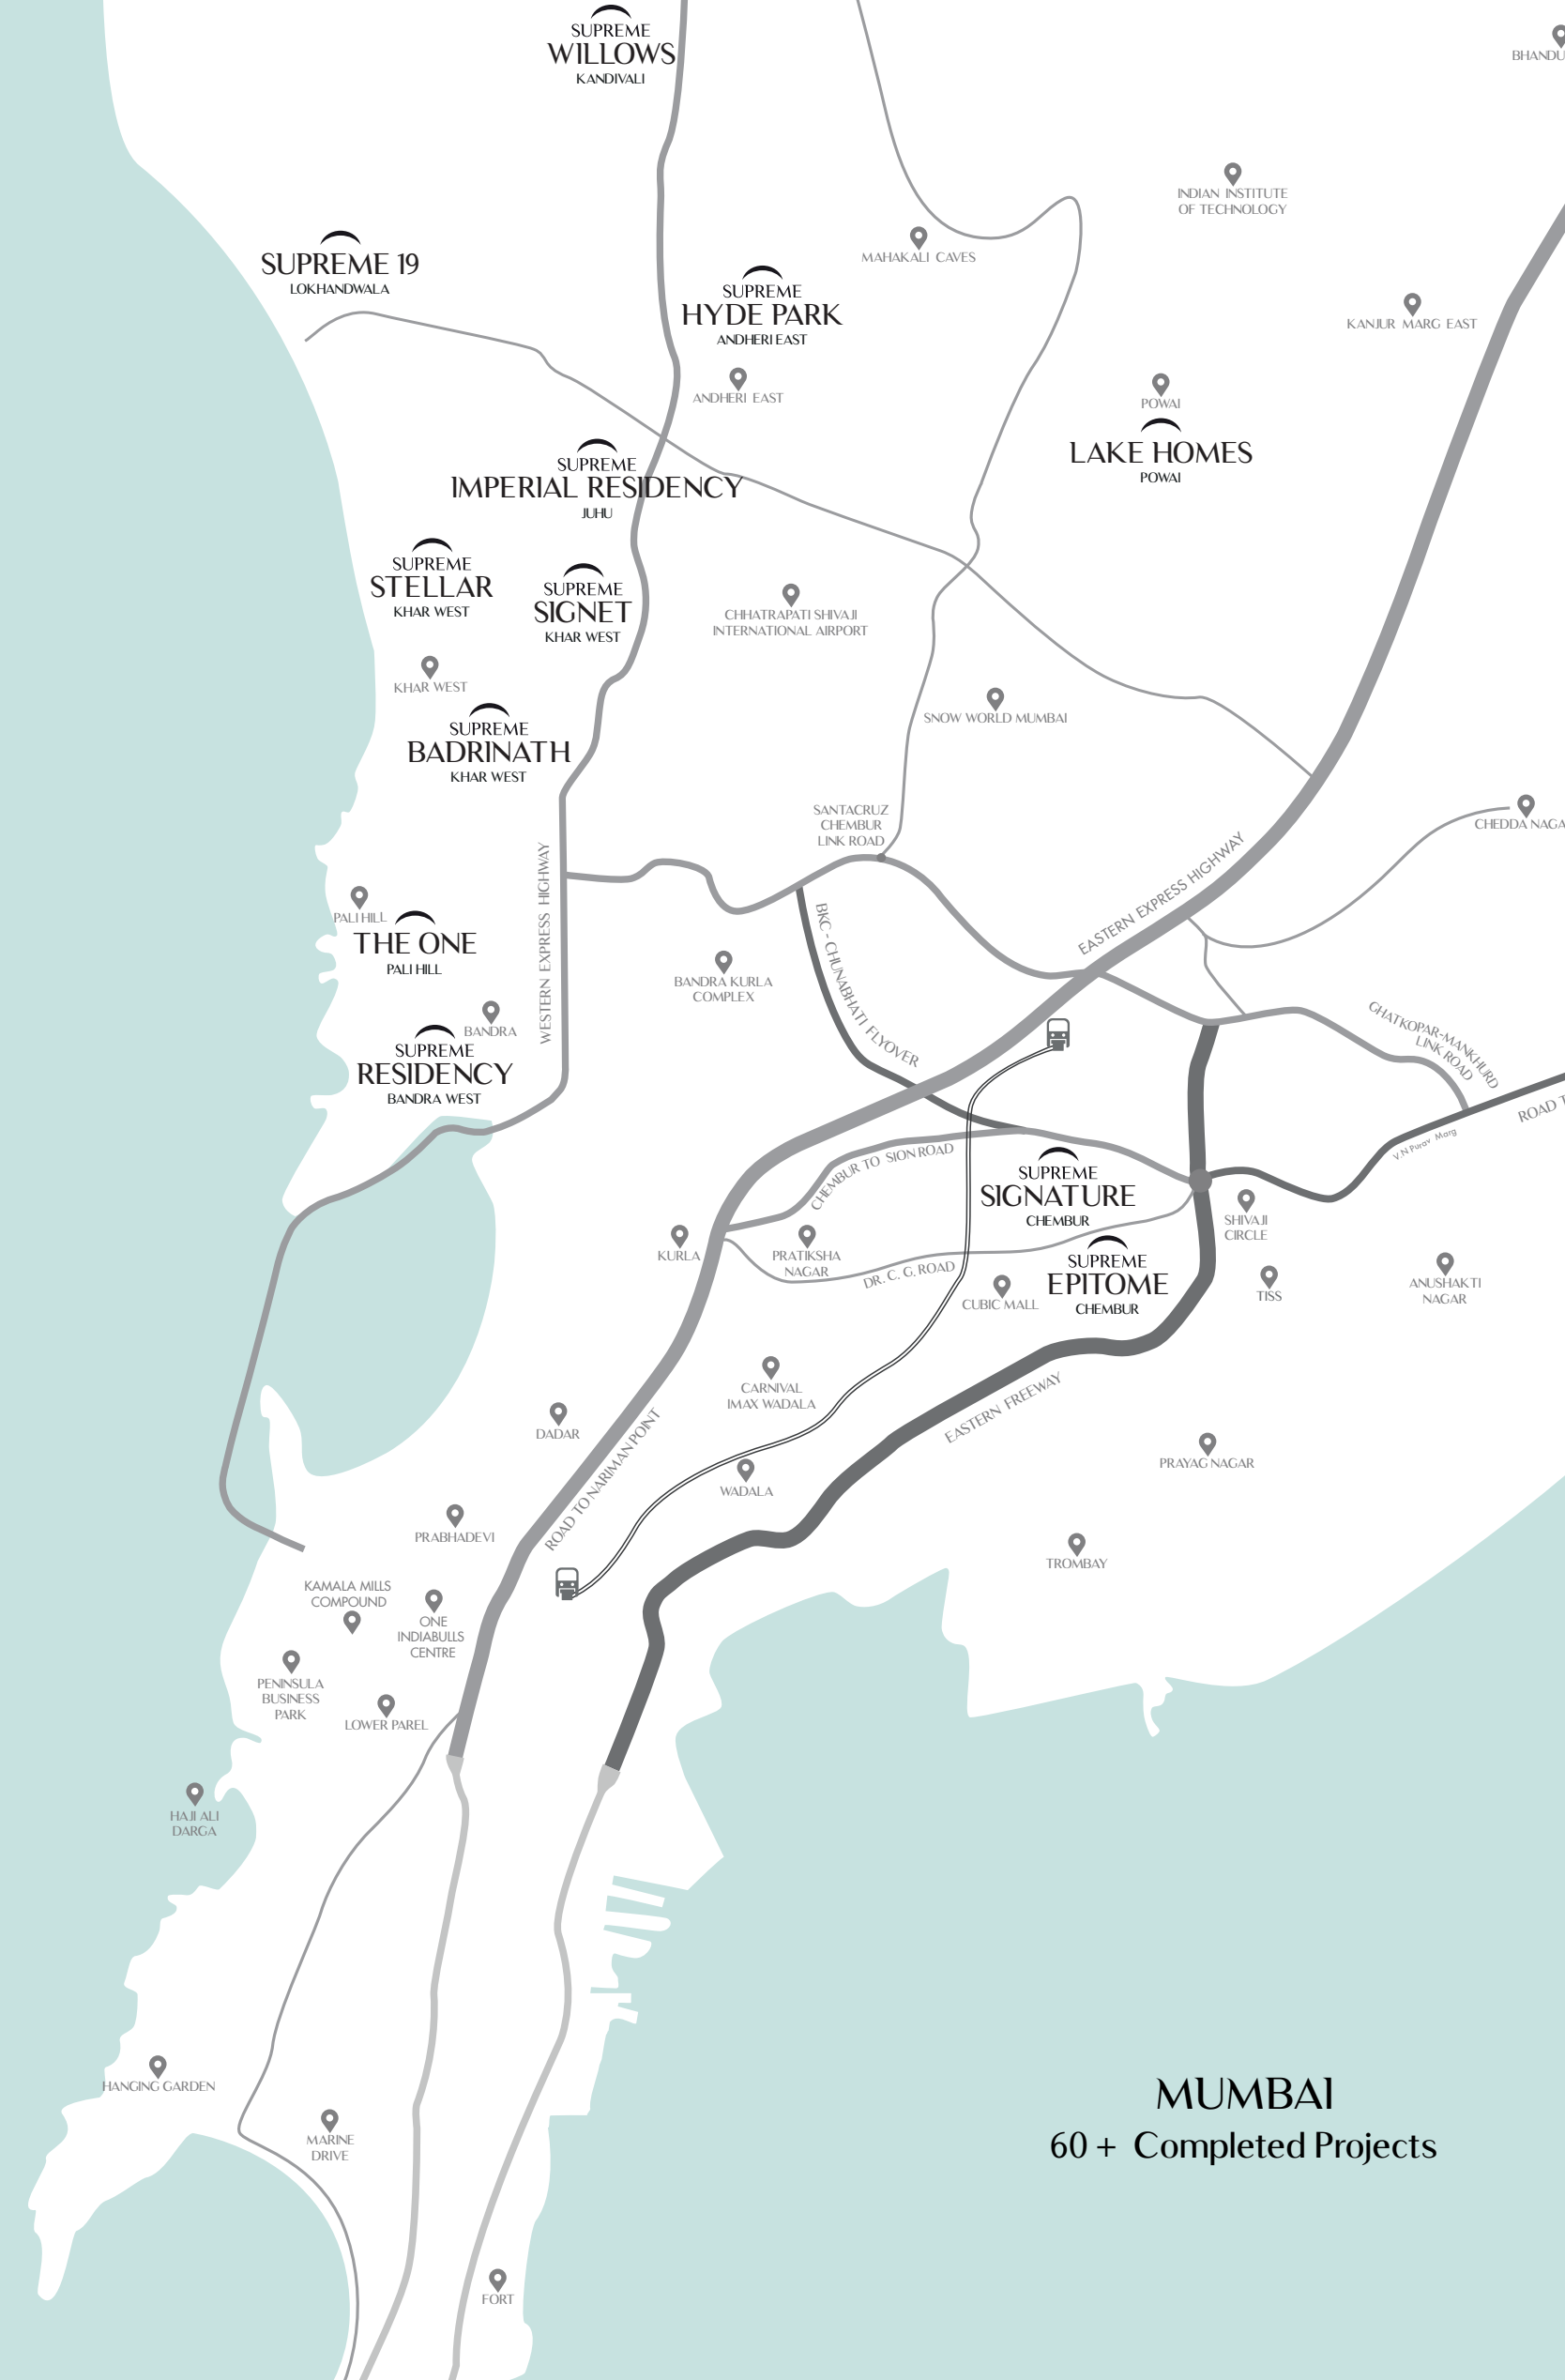 SUPREME
WILLOWS
KANDIVALI
BHANDU
INDIAN INSTITUTE
OF TECHNOLOGY
MAHAKALI CAVES
SUPREME 19
LOKHANDWALA
SUPREME
HYDE PARK
ANDHERI EAST
KANJUR MARG EAST
ANDHERI EAST
POWAI
LAKE HOMES
POWAI
SUPREME
IMPERIAL RESIDENCY
JUHU
SUPREME
STELLAR
KHAR WEST
SUPREME
SIGNET
KHAR WEST
CHHATRAPATI SHIVAJI
INTERNATIONAL AIRPORT
KHAR WEST
SNOW WORLD MUMBAI
SUPREME
BADRINATH
KHAR WEST
SANTACRUZ
CHEMBUR
LINK ROAD
CHEDDA NAGA
EASTERN EXPRESS HIGHWAY
WESTERN EXPRESS HIGHWAY
PALI HILL
THE ONE
PALI HILL
BKC - CHUNABHATI FLYOVER
BANDRA KURLA
COMPLEX
BANDRA
SUPREME
RESIDENCY
BANDRA WEST
GHATKOPAR-MANKHURD
LINK ROAD
ROAD T
V.N Purav Marg
CHEMBUR TO SION ROAD
SUPREME
SIGNATURE
CHEMBUR
SHIVAJI
CIRCLE
KURLA
PRATIKSHA
NAGAR
DR. C. G. ROAD
SUPREME
EPITOME
CHEMBUR
CUBIC MALL
TISS
ANUSHAKTI
NAGAR
CARNIVAL
IMAX WADALA
EASTERN FREEWAY
DADAR
ROAD TO NARIMAN POINT
PRAYAG NAGAR
WADALA
PRABHADEVI
TROMBAY
KAMALA MILLS
COMPOUND
ONE
INDIABULLS
CENTRE
PENINSULA
BUSINESS
PARK
LOWER PAREL
HAJI ALI
DARGA
HANGING GARDEN
MARINE
DRIVE
MUMBAI
60 + Completed Projects
FORT